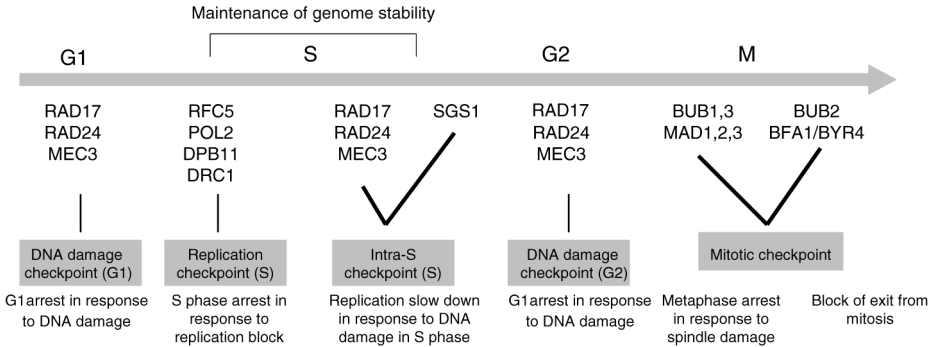 Maintenance of genome stability
G1
S
G2
M
RAD17
RAD24
MEC3
RFC5
POL2
DPB11
DRC1
RAD17
RAD24
MEC3
SGS1
RAD17
RAD24
MEC3
BUB1,3
MAD1,2,3
BUB2
BFA1/BYR4
DNA damage
checkpoint (G1)
Replication
checkpoint (S)
Intra-S
checkpoint (S)
DNA damage
checkpoint (G2)
Mitotic checkpoint
G1arrest in response
to DNA damage
S phase arrest in
response to
replication block
Replication slow down
in response to DNA
damage in S phase
G1arrest in response
to DNA damage
Metaphase arrest
in response to
spindle damage
Block of exit from
mitosis